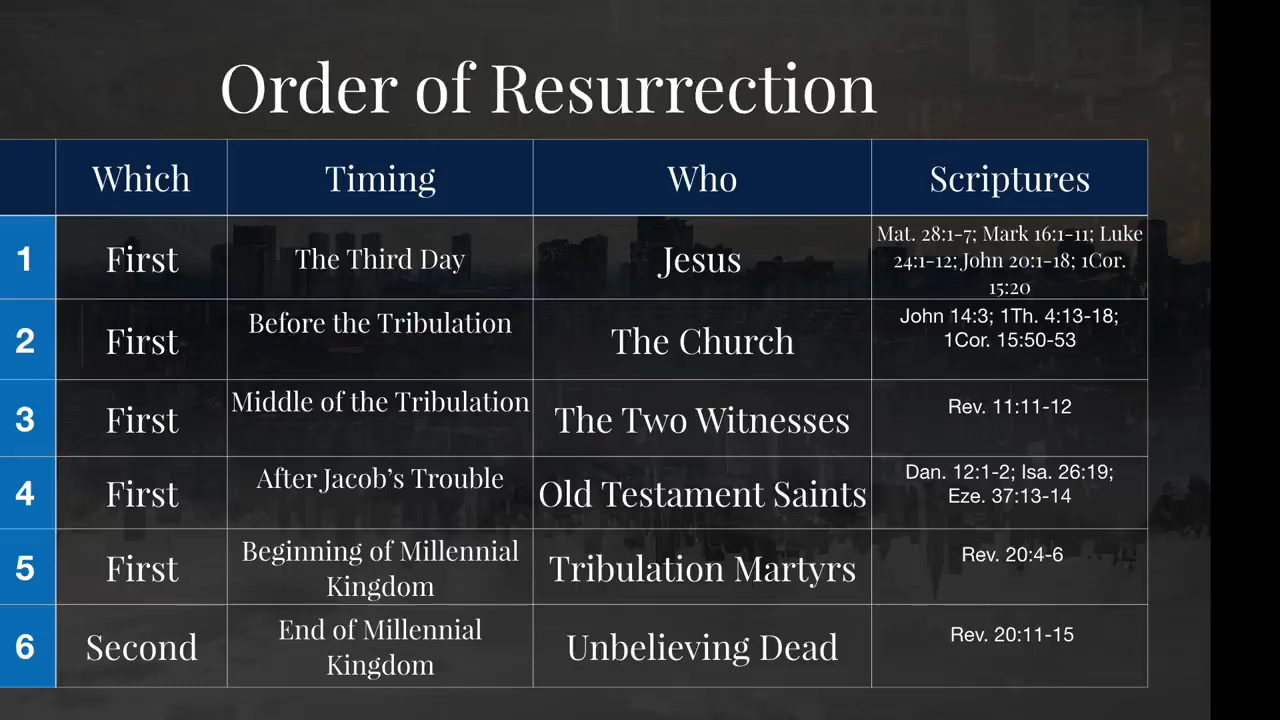 Order of Resurrection
Which Timing Who Scriptures
1 First The Third Day Jesus Mat. 28:1-7; Mark 16:1-11; Luke
24:1-12; John 20:1-18; 1Cor.
15:20
2 First Before the Tribulation The Church John 14:3; 1Th. 4:13-18;
1Cor. 15:50-53
3 First Middle of the Tribulation The Two Witnesses Rev. 11:11-12
4 First After Jacob’s Trouble Old Testament Saints Dan. 12:1-2; Isa. 26:19;
Eze. 37:13-14
5 First Beginning of Millennial
Kingdom Tribulation Martyrs Rev. 20:4-6
6 Second End of Millennial
Kingdom Unbelieving Dead Rev. 20:11-15